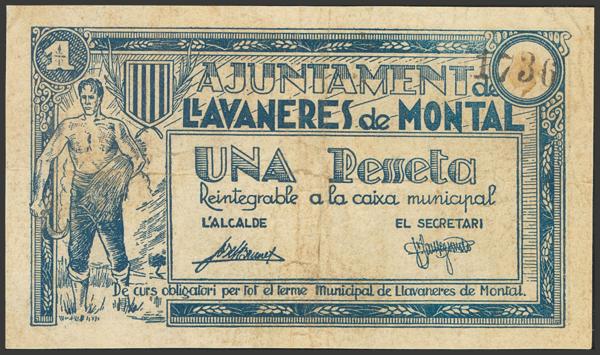 1
1736
AJUNTAMENT de
LLAVANERES de MONTAL
UNA Pesseta
Reintegrable a la caixa municipal
L'ALCALDE EL SECRETARI
De curs obligatori per tot el terme Municipal de Llavaneres de Montal.